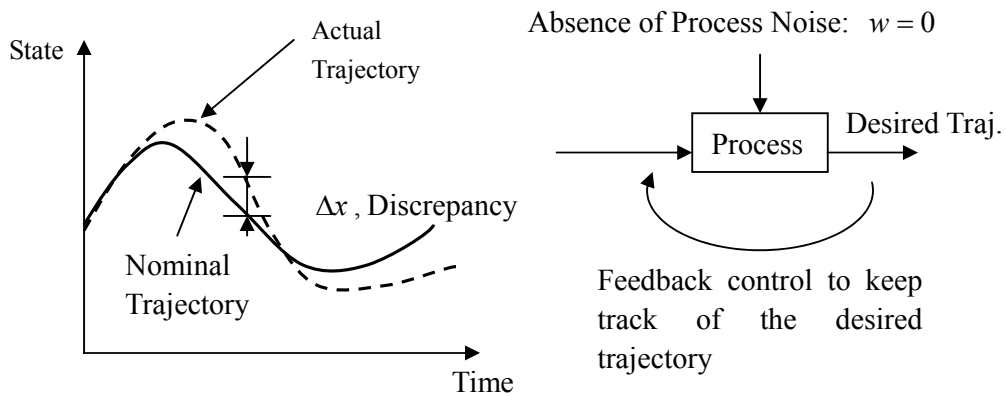 State
Actual
Trajectory
Δx , Discrepancy
Nominal
Trajectory
Time
Absence of Process Noise: w = 0
Process
Desired Traj.
Feedback control to keep
track of the desired
trajectory